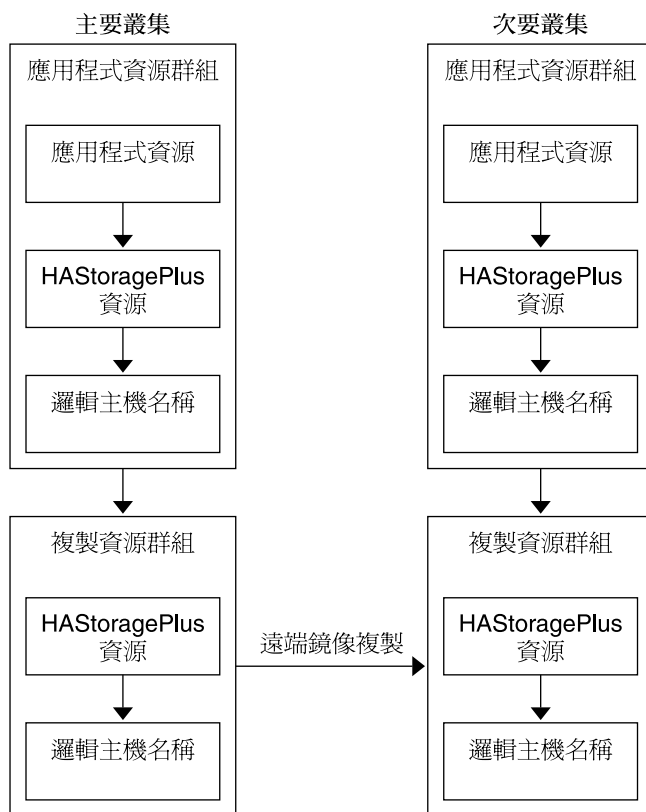 主要叢集
應用程式資源群組
應用程式資源
HAStoragePlus
資源
邏輯主機名稱
複製資源群組
HAStoragePlus
資源
邏輯主機名稱
遠端鏡像複製
次要叢集
應用程式資源群組
應用程式資源
HAStoragePlus
資源
邏輯主機名稱
複製資源群組
HAStoragePlus
資源
邏輯主機名稱